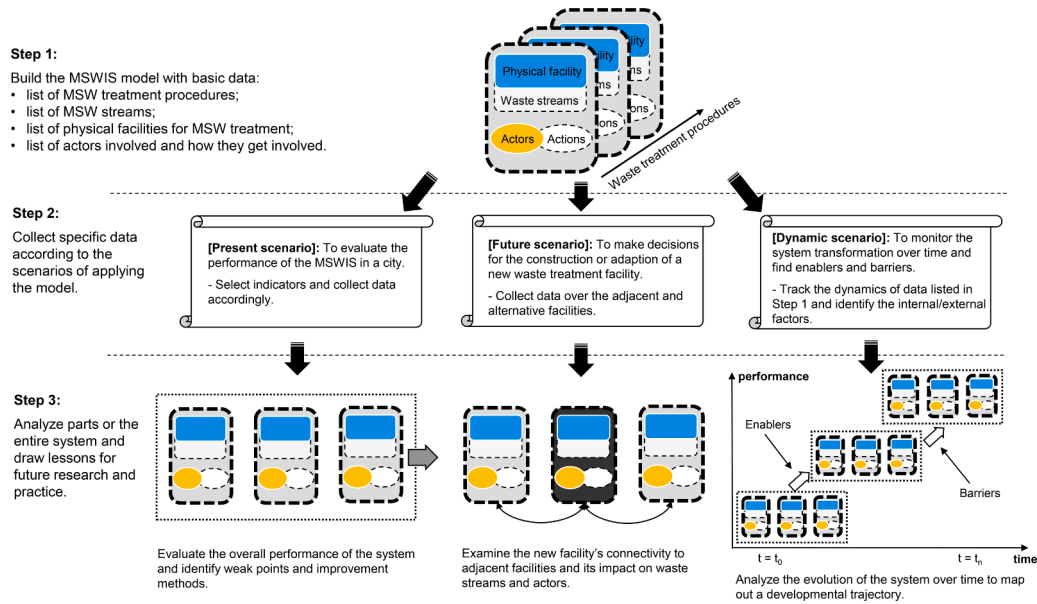 Step 1:
Build the MSWIS model with basic data:
• list of MSW treatment procedures;
• list of MSW streams;
• list of physical facilities for MSW treatment;
• list of actors involved and how they get involved.
Physical facility
Waste streams
Actors
Actions
Waste treatment procedures
Step 2:
Collect specific data
according to the
scenarios of applying
the model.
[Present scenario]: To evaluate the
performance of the MSWIS in a city.
- Select indicators and collect data
accordingly.
[Future scenario]: To make decisions
for the construction or adaption of a
new waste treatment facility.
- Collect data over the adjacent and
alternative facilities.
[Dynamic scenario]: To monitor the
system transformation over time and
find enablers and barriers.
- Track the dynamics of data listed in
Step 1 and identify the internal/external
factors.
Step 3:
Analyze parts or the
entire system and
draw lessons for
future research and
practice.
Evaluate the overall performance of the system
and identify weak points and improvement
methods.
Examine the new facility's connectivity to
adjacent facilities and its impact on waste
streams and actors.
performance
Enablers
Barriers
t = t0
t = tn
time
Analyze the evolution of the system over time to map
out a developmental trajectory.